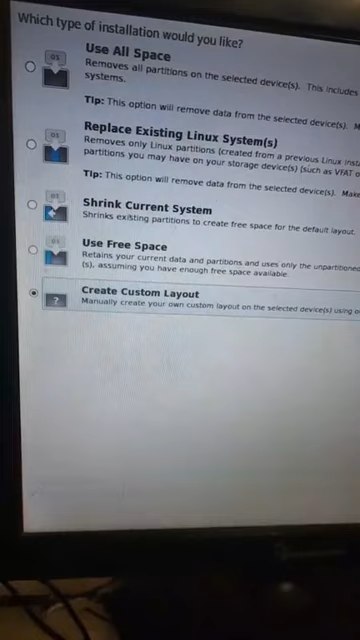 Which type of installation would you like?
OS
Use All Space
Removes all partitions on the selected device(s). This includes
systems.
Tip: This option will remove data from the selected device(s).
OS
Replace Existing Linux System(s)
Removes only Linux partitions (created from a previous Linux
partitions you may have on your storage device(s) (such as VFAT
Tip: This option will remove data from the selected device(s). Make
OS
Shrink Current System
Shrinks existing partitions to create free space for the default layout.
OS
Use Free Space
Retains your current data and partitions and uses only the unpartitioned
(s), assuming you have enough free space available.
?
Create Custom Layout
Manually create your own custom layout on the selected device(s) using